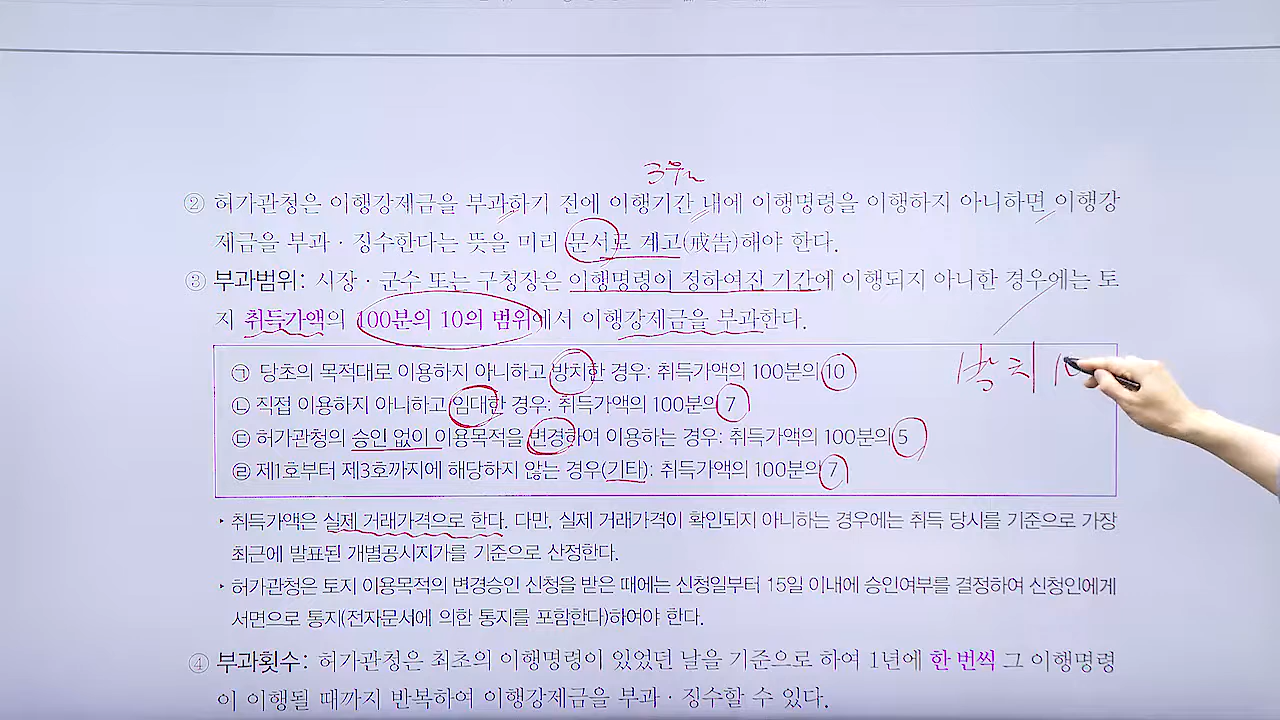 3개월
② 허가관청은 이행강제금을 부과하기 전에 이행기간 내에 이행명령을 이행하지 아니하면 이행강
제금을 부과 · 징수한다는 뜻을 미리 문서로 계고(戒告)해야 한다.
③ 부과범위: 시장 · 군수 또는 구청장은 이행명령이 정하여진 기간에 이행되지 아니한 경우에는 토
지 취득가액의 100분의 10의 범위에서 이행강제금을 부과한다.
㉠ 당초의 목적대로 이용하지 아니하고 방치한 경우: 취득가액의 100분의 10
방치
㉡ 직접 이용하지 아니하고 임대한 경우: 취득가액의 100분의 7
㉢ 허가관청의 승인 없이 이용목적을 변경하여 이용하는 경우: 취득가액의 100분의 5
㉣ 제1호부터 제3호까지에 해당하지 않는 경우(기타): 취득가액의 100분의 7
‣ 취득가액은 실제 거래가격으로 한다. 다만, 실제 거래가격이 확인되지 아니하는 경우에는 취득 당시를 기준으로 가장
최근에 발표된 개별공시지가를 기준으로 산정한다.
‣ 허가관청은 토지 이용목적의 변경승인 신청을 받은 때에는 신청일부터 15일 이내에 승인여부를 결정하여 신청인에게
서면으로 통지(전자문서에 의한 통지를 포함한다)하여야 한다.
④ 부과횟수: 허가관청은 최초의 이행명령이 있었던 날을 기준으로 하여 1년에 한 번씩 그 이행명령
이 이행될 때까지 반복하여 이행강제금을 부과 · 징수할 수 있다.